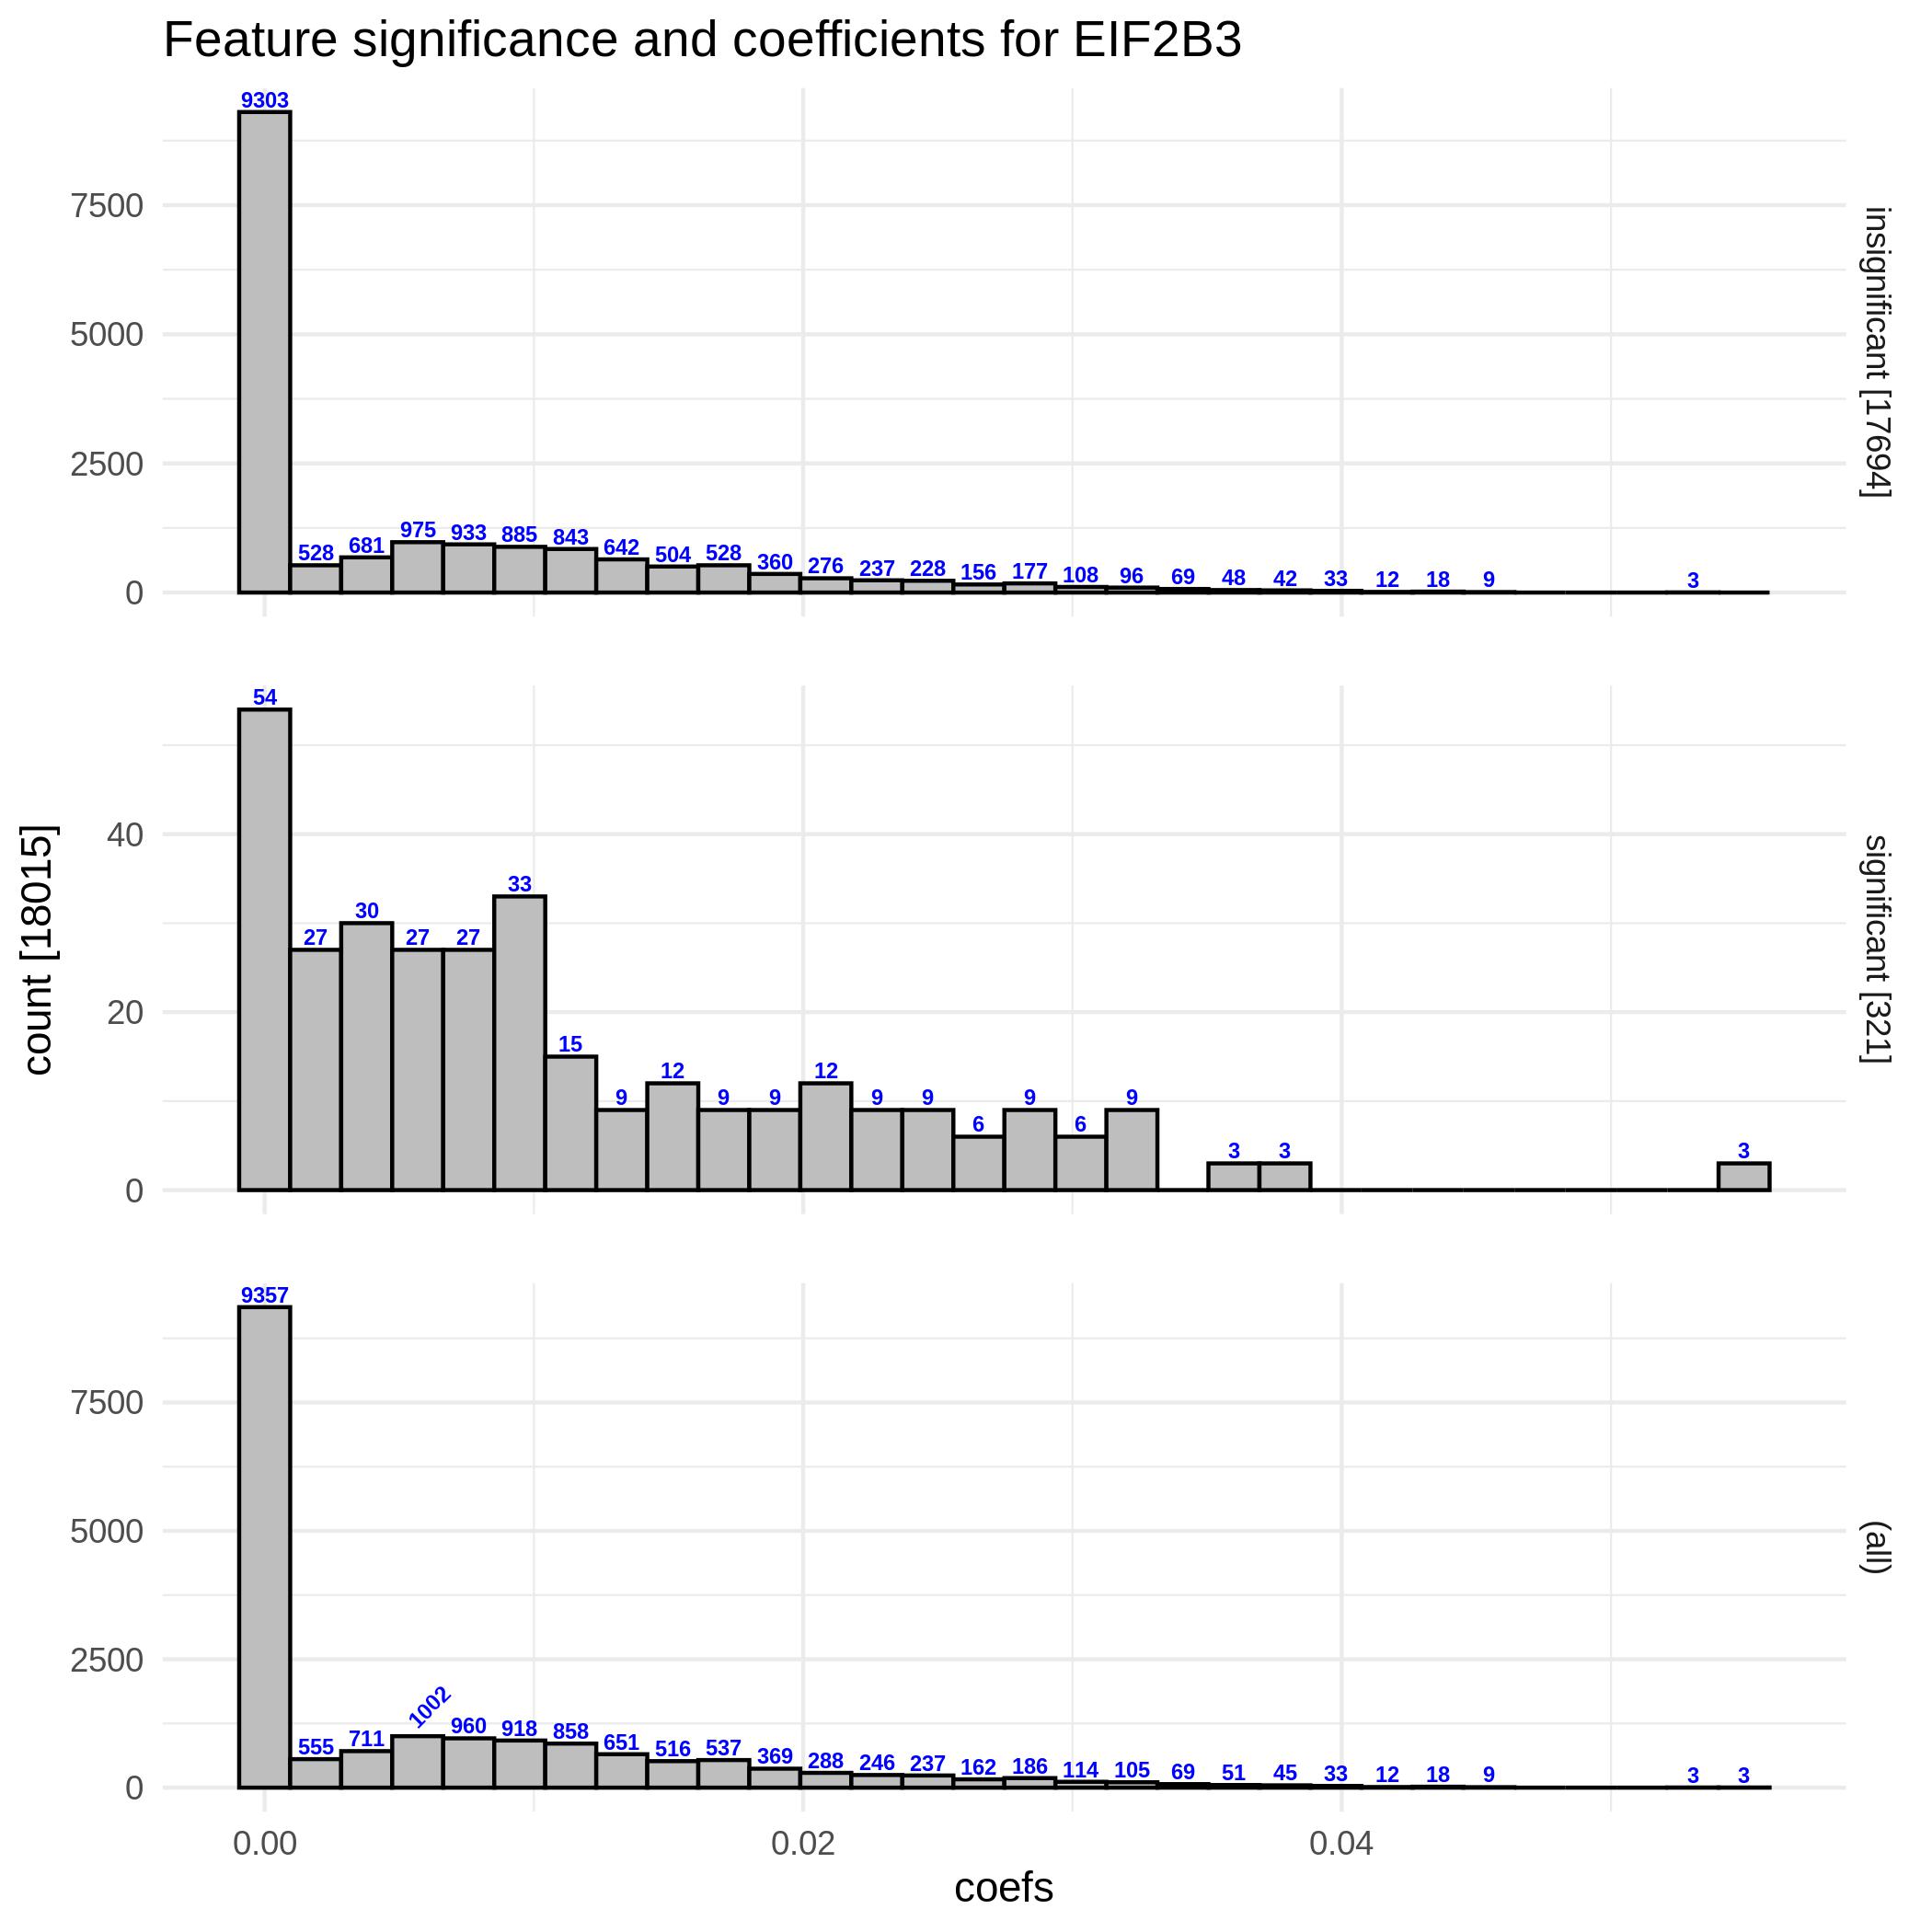 Feature significance and coefficients for EIF2B3
9303
7500
5000
2500
0
528 681 975 933 885 843 642 504 528 360 276 237 228 156 177 108 96 69 48 42 33 12 18 9 3
insignificant [17694]
54
40
20
0
27 30 27 27 33 15 9 12 9 9 12 9 9 6 9 6 9 3 3 3
significant [321]
count [18015]
9357
7500
5000
2500
0
555 711 1002 960 918 858 651 516 537 369 288 246 237 162 186 114 105 69 51 45 33 12 18 9 3 3
(all)
0.00 0.02 0.04
coefs